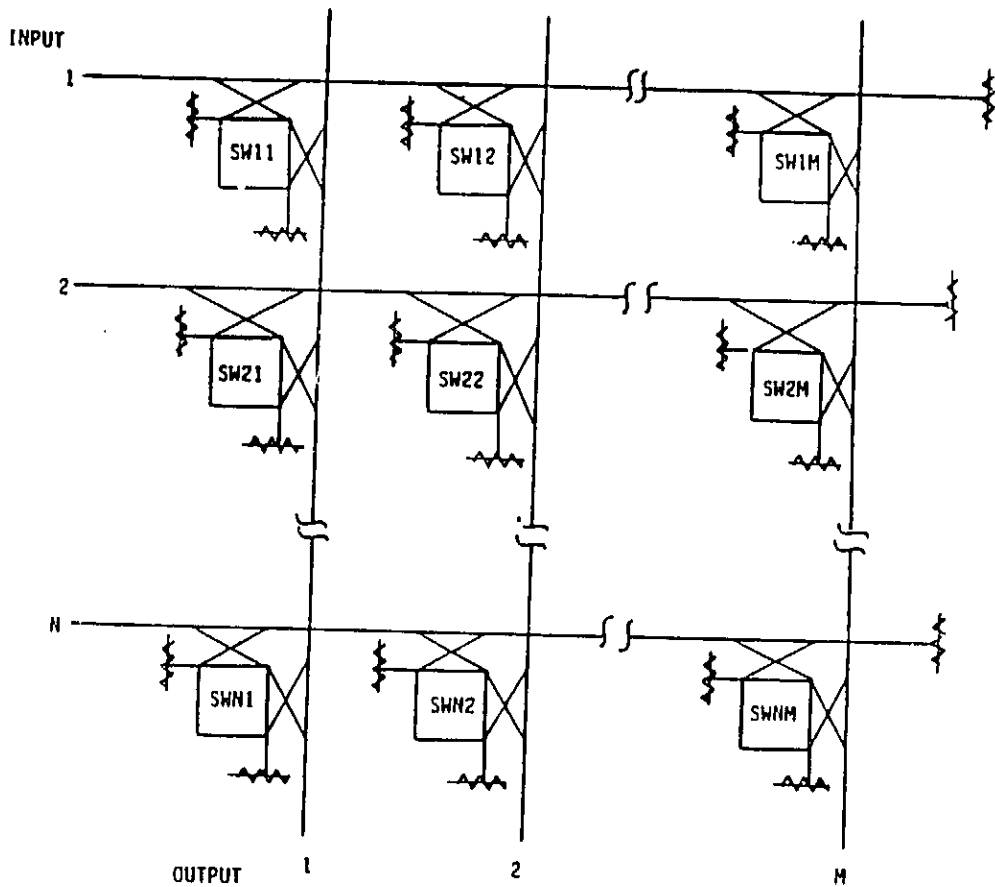 INPUT
1
SW11 SW12 SW1M
2
SW21 SW22 SW2M
N
SWN1 SWN2 SWNM
OUTPUT 1 2 M